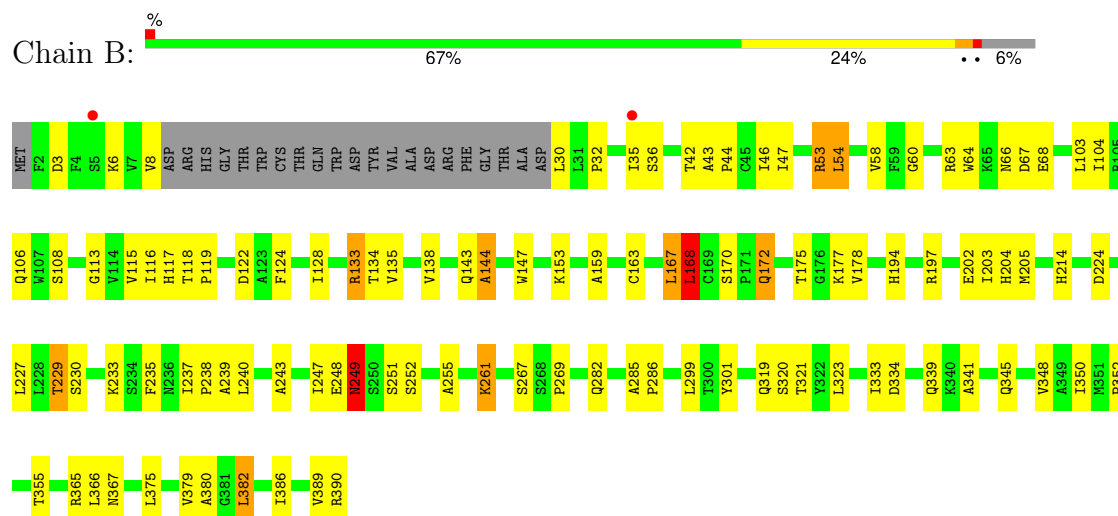 %
Chain B:
67% 24% • • 6%
MET F2 D3 F4 S5 K6 V7 V8 ASP ARG HIS GLY THR TRP CYS THR GLN TRP ASP TYR VAL ALA ASP ARG PHE GLY THR ALA ASP L30 L31 P32 I35 S36 T42 A43 P44 C45 I46 I47 R53 L54 V58 F59 G60 R63 W64 K65 N66 D67 E68 L103 I104 R105
Q106 W107 S108 G113 V114 V115 I116 H117 T118 P119 D122 A123 F124 I128 R133 T134 V135 V138 Q143 A144 W147 K153 A159 C163 L167 L168 C169 S170 P171 Q172 T175 G176 K177 V178 H194 R197 E202 I203 H204 M205 H214 D224
L227 L228 T229 S230 K233 S234 F235 N236 I237 P238 A239 L240 A243 I247 E248 N249 S250 S251 S252 A255 K261 S267 S268 P269 Q282 A285 P286 L299 T300 Y301 Q319 S320 T321 Y322 L323 I333 D334 Q339 K340 A341 Q345 V348 A349 I350 M351
T355 R365 L366 N367 L375 V379 A380 G381 L382 I386 V389 R390